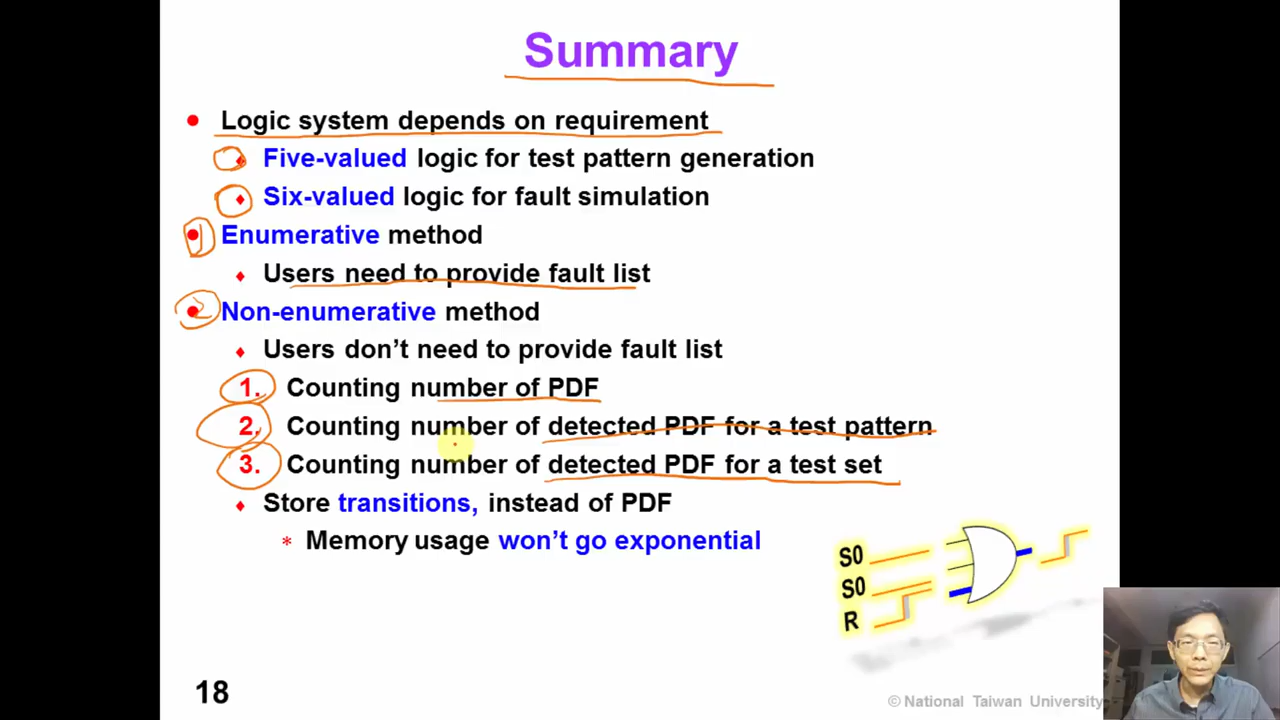 Summary
• Logic system depends on requirement
♦ Five-valued logic for test pattern generation
♦ Six-valued logic for fault simulation
• Enumerative method
♦ Users need to provide fault list
• Non-enumerative method
♦ Users don't need to provide fault list
1. Counting number of PDF
2. Counting number of detected PDF for a test pattern
3. Counting number of detected PDF for a test set
♦ Store transitions, instead of PDF
* Memory usage won't go exponential
S0
S0
R
18
© National Taiwan University